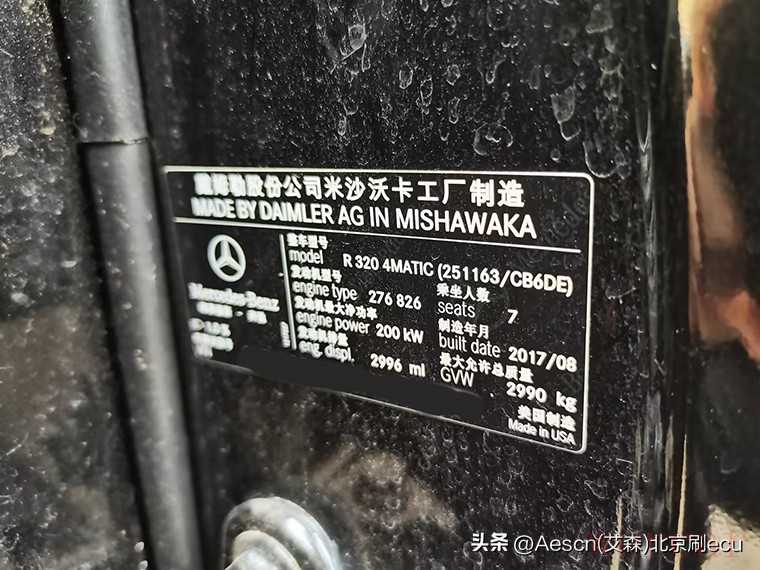 戴姆勒股份公司米沙沃卡工厂制造
MADE BY DAIMLER AG IN MISHAWAKA
Mercedes-Benz
整车型号
model R 320 4MATIC (251163/CB6DE)
发动机型号
engine type 276 826
乘坐人数
seats 7
发动机最大净功率
engine power 200 kW
制造年月
built date 2017/08
发动机排量
eng. displ. 2996 ml
最大允许总质量
GVW 2990 kg
美国制造
Made in USA
头条 @Aescn(艾森)北京刷ecu